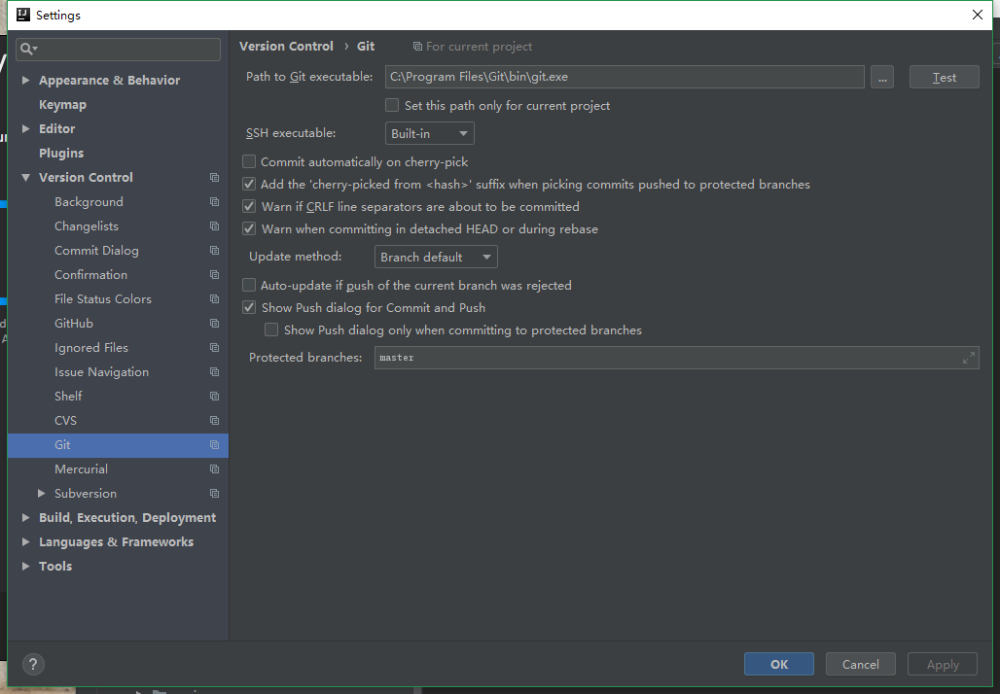 Settings
Version Control › Git For current project
Appearance & Behavior
Keymap
Editor
Plugins
Version Control
Background
Changelists
Commit Dialog
Confirmation
File Status Colors
GitHub
Ignored Files
Issue Navigation
Shelf
CVS
Git
Mercurial
Subversion
Build, Execution, Deployment
Languages & Frameworks
Tools
Path to Git executable: C:\Program Files\Git\bin\git.exe ... Test
Set this path only for current project
SSH executable: Built-in
Commit automatically on cherry-pick
Add the 'cherry-picked from <hash>' suffix when picking commits pushed to protected branches
Warn if CRLF line separators are about to be committed
Warn when committing in detached HEAD or during rebase
Update method: Branch default
Auto-update if push of the current branch was rejected
Show Push dialog for Commit and Push
Show Push dialog only when committing to protected branches
Protected branches: master
?
OK Cancel Apply